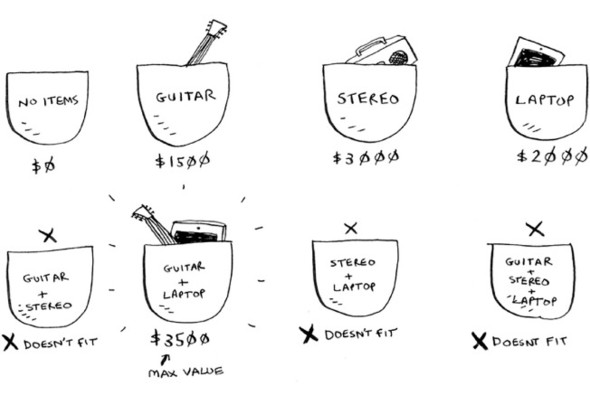 NO ITEMS
GUITAR
STEREO
LAPTOP
$0
$1500
$3000
$2000
X
X
X
GUITAR
+
STEREO
GUITAR
+
LAPTOP
STEREO
+
LAPTOP
GUITAR
+
STEREO
+
LAPTOP
X DOESN'T FIT
$3500
X DOESN'T FIT
X DOESNT FIT
MAX VALUE